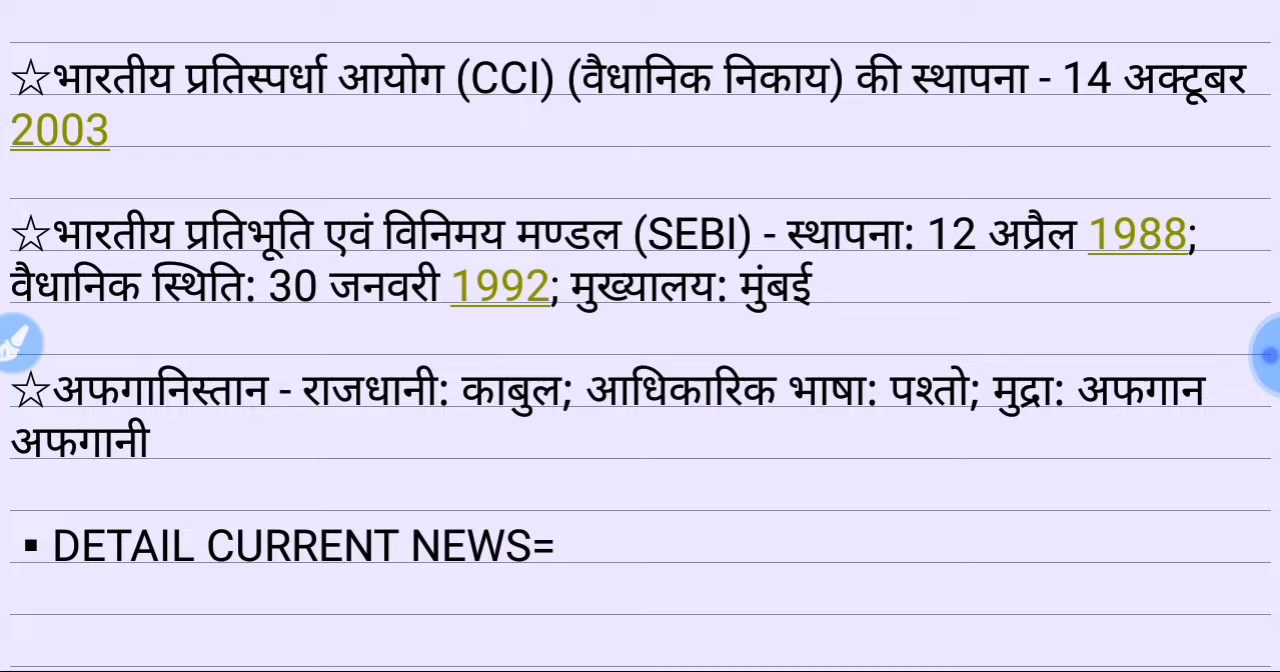 ☆भारतीय प्रतिस्पर्धा आयोग (CCI) (वैधानिक निकाय) की स्थापना - 14 अक्टूबर
2003
☆भारतीय प्रतिभूति एवं विनिमय मण्डल (SEBI) - स्थापना: 12 अप्रैल 1988;
वैधानिक स्थिति: 30 जनवरी 1992; मुख्यालय: मुंबई
☆अफगानिस्तान - राजधानी: काबुल; आधिकारिक भाषा: पश्तो; मुद्रा: अफगान
अफगानी
▪ DETAIL CURRENT NEWS=